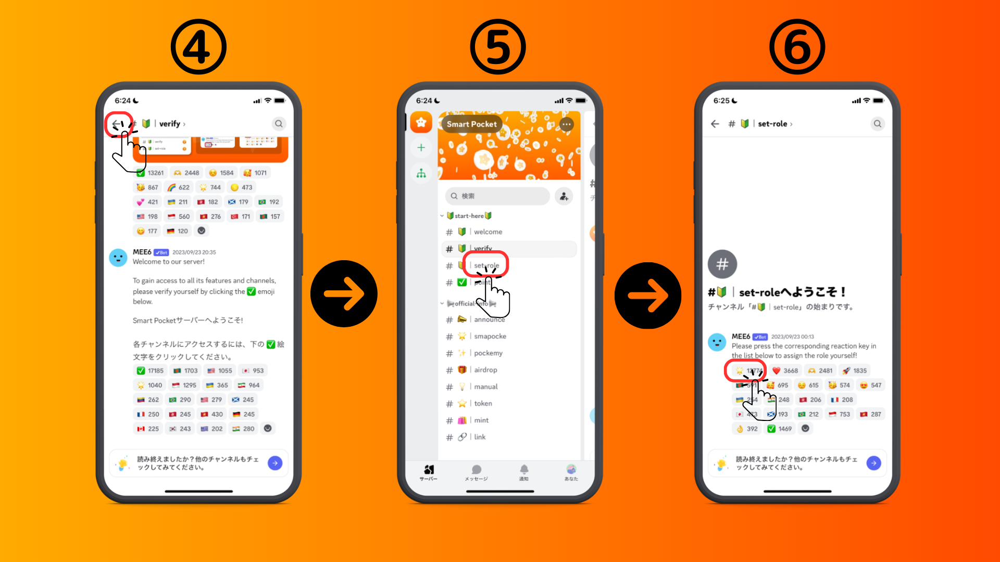 ④
6:24
# 🔰｜verify ›
# 🔰｜verify
# 🔰｜set-role
✅ 13261 🫶 2448 ☺️ 1584 🥰 1071
🥳 867 🌈 622 🌟 744 🟡 473
💕 421 🇺🇦 211 182 179 🇧🇷 192
🇺🇸 198 🇮🇩 560 🇻🇳 276 🇹🇷 171 🇧🇩 157
😋 177 🇩🇪 120
MEE6 ✓Bot 2023/09/23 20:35
Welcome to our server!
To gain access to all its features and channels,
please verify yourself by clicking the ✅ emoji
below.
Smart Pocketサーバーへようこそ!
各チャンネルにアクセスするには、下の ✅ 絵
文字をクリックしてください。
✅ 17185 🇧🇩 1703 🇺🇸 1055 🇯🇵 953
🌟 1040 🇮🇩 1295 🇺🇦 365 🇮🇷 964
🇻🇪 262 🇧🇷 290 279 245
🇫🇷 250 245 🇻🇳 430 🇩🇪 245
🇨🇦 225 🇰🇷 243 🇬🇷 202 🇮🇳 280
読み終えましたか？他のチャンネルもチェ
ックしてみてください。
⑤
6:24
Smart Pocket
検索
🔰start-here🔰
# 🔰｜welcome
# 🔰｜verify
# 🔰｜set-role
# ✅｜point
official-info
# 📣｜announce
# 🌟｜smapocke
# ✨｜pockemy
# 🎁｜airdrop
# 💡｜manual
# ⭐｜token
# 🛍️｜mint
# 🔗｜link
サーバー
メッセージ
通知
あなた
⑥
6:25
# 🔰｜set-role ›
#
#🔰｜set-roleへようこそ！
チャンネル「#🔰｜set-role」の始まりです。
MEE6 ✓Bot 2023/09/23 00:13
Please press the corresponding reaction key in
the list below to assign the role yourself!
🌟 12774 ❤️ 3668 🫶 2481 🚀 1835
🇧🇩 591 🥰 695 ☺️ 615 🥳 574 😍 547
🇺🇦 254 🇮🇳 248 206 🇫🇷 208
🇯🇵 473 193 🇧🇷 212 🇮🇩 753 🇻🇳 287
👌 392 ✅ 1469
読み終えましたか？他のチャンネルもチェ
ックしてみてください。